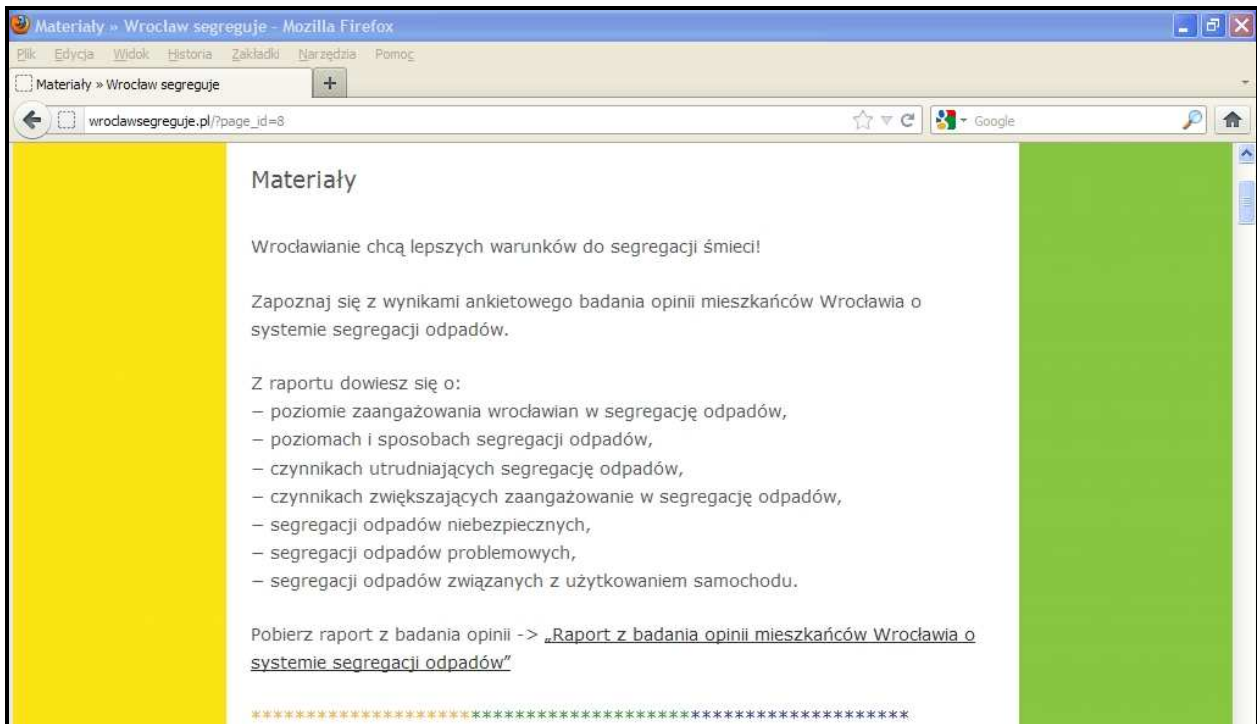 Materiały » Wrocław segreguje - Mozilla Firefox
Plik Edycja Widok Historia Zakładki Narzędzia Pomoc
Materiały » Wrocław segreguje +
wroclawsegreguje.pl/?page_id=8 Google
Materiały
Wrocławianie chcą lepszych warunków do segregacji śmieci!
Zapoznaj się z wynikami ankietowego badania opinii mieszkańców Wrocławia o
systemie segregacji odpadów.
Z raportu dowiesz się o:
– poziomie zaangażowania wrocławian w segregację odpadów,
– poziomach i sposobach segregacji odpadów,
– czynnikach utrudniających segregację odpadów,
– czynnikach zwiększających zaangażowanie w segregację odpadów,
– segregacji odpadów niebezpiecznych,
– segregacji odpadów problemowych,
– segregacji odpadów związanych z użytkowaniem samochodu.
Pobierz raport z badania opinii -> „Raport z badania opinii mieszkańców Wrocławia o
systemie segregacji odpadów”
************************************************************